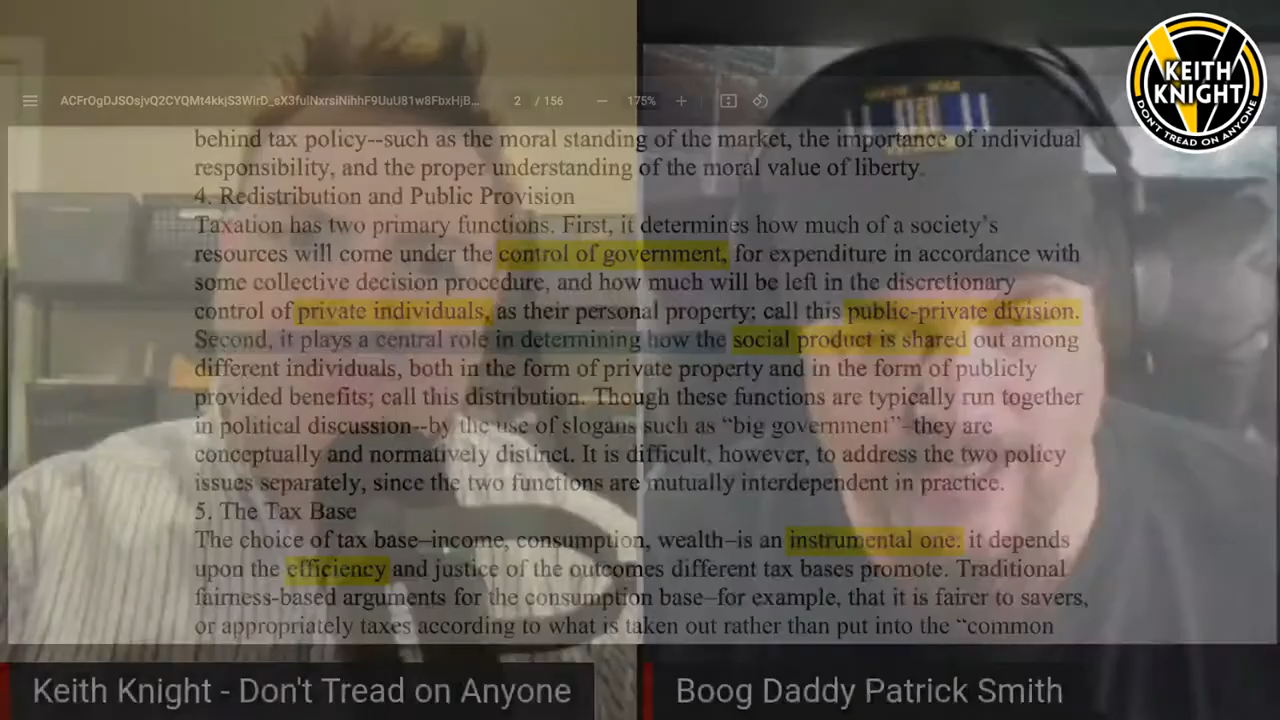 KEITH
KNIGHT
DON'T TREAD ON ANYONE
2 / 156
175%
behind tax policy--such as the moral standing of the market, the importance of individual
responsibility, and the proper understanding of the moral value of liberty.
4. Redistribution and Public Provision
Taxation has two primary functions. First, it determines how much of a society's
resources will come under the control of government, for expenditure in accordance with
some collective decision procedure, and how much will be left in the discretionary
control of private individuals, as their personal property; call this public-private division.
Second, it plays a central role in determining how the social product is shared out among
different individuals, both in the form of private property and in the form of publicly
provided benefits; call this distribution. Though these functions are typically run together
in political discussion--by the use of slogans such as “big government”–they are
conceptually and normatively distinct. It is difficult, however, to address the two policy
issues separately, since the two functions are mutually interdependent in practice.
5. The Tax Base
The choice of tax base–income, consumption, wealth–is an instrumental one: it depends
upon the efficiency and justice of the outcomes different tax bases promote. Traditional
fairness-based arguments for the consumption base–for example, that it is fairer to savers,
or appropriately taxes according to what is taken out rather than put into the “common
Keith Knight - Don't Tread on Anyone
Boog Daddy Patrick Smith